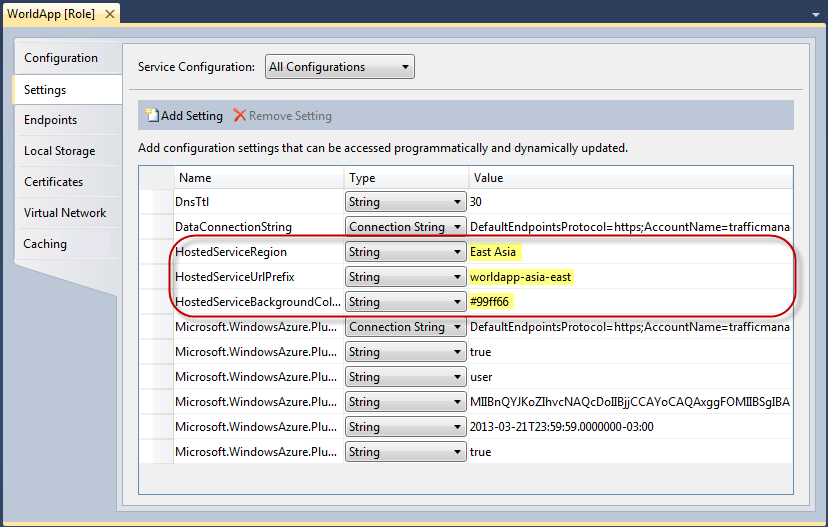 WorldApp [Role]
Configuration
Settings
Endpoints
Local Storage
Certificates
Virtual Network
Caching
Service Configuration: All Configurations
Add Setting Remove Setting
Add configuration settings that can be accessed programmatically and dynamically updated.
Name Type Value
DnsTtl String 30
DataConnectionString Connection String DefaultEndpointsProtocol=https;AccountName=trafficmana
HostedServiceRegion String East Asia
HostedServiceUrlPrefix String worldapp-asia-east
HostedServiceBackgroundCol... String #99ff66
Microsoft.WindowsAzure.Plu... Connection String DefaultEndpointsProtocol=https;AccountName=trafficmana
Microsoft.WindowsAzure.Plu... String true
Microsoft.WindowsAzure.Plu... String user
Microsoft.WindowsAzure.Plu... String MIIBnQYJKoZIhvcNAQcDoIIBjjCCAYoCAQAxggFOMIIBSgIBA
Microsoft.WindowsAzure.Plu... String 2013-03-21T23:59:59.0000000-03:00
Microsoft.WindowsAzure.Plu... String true